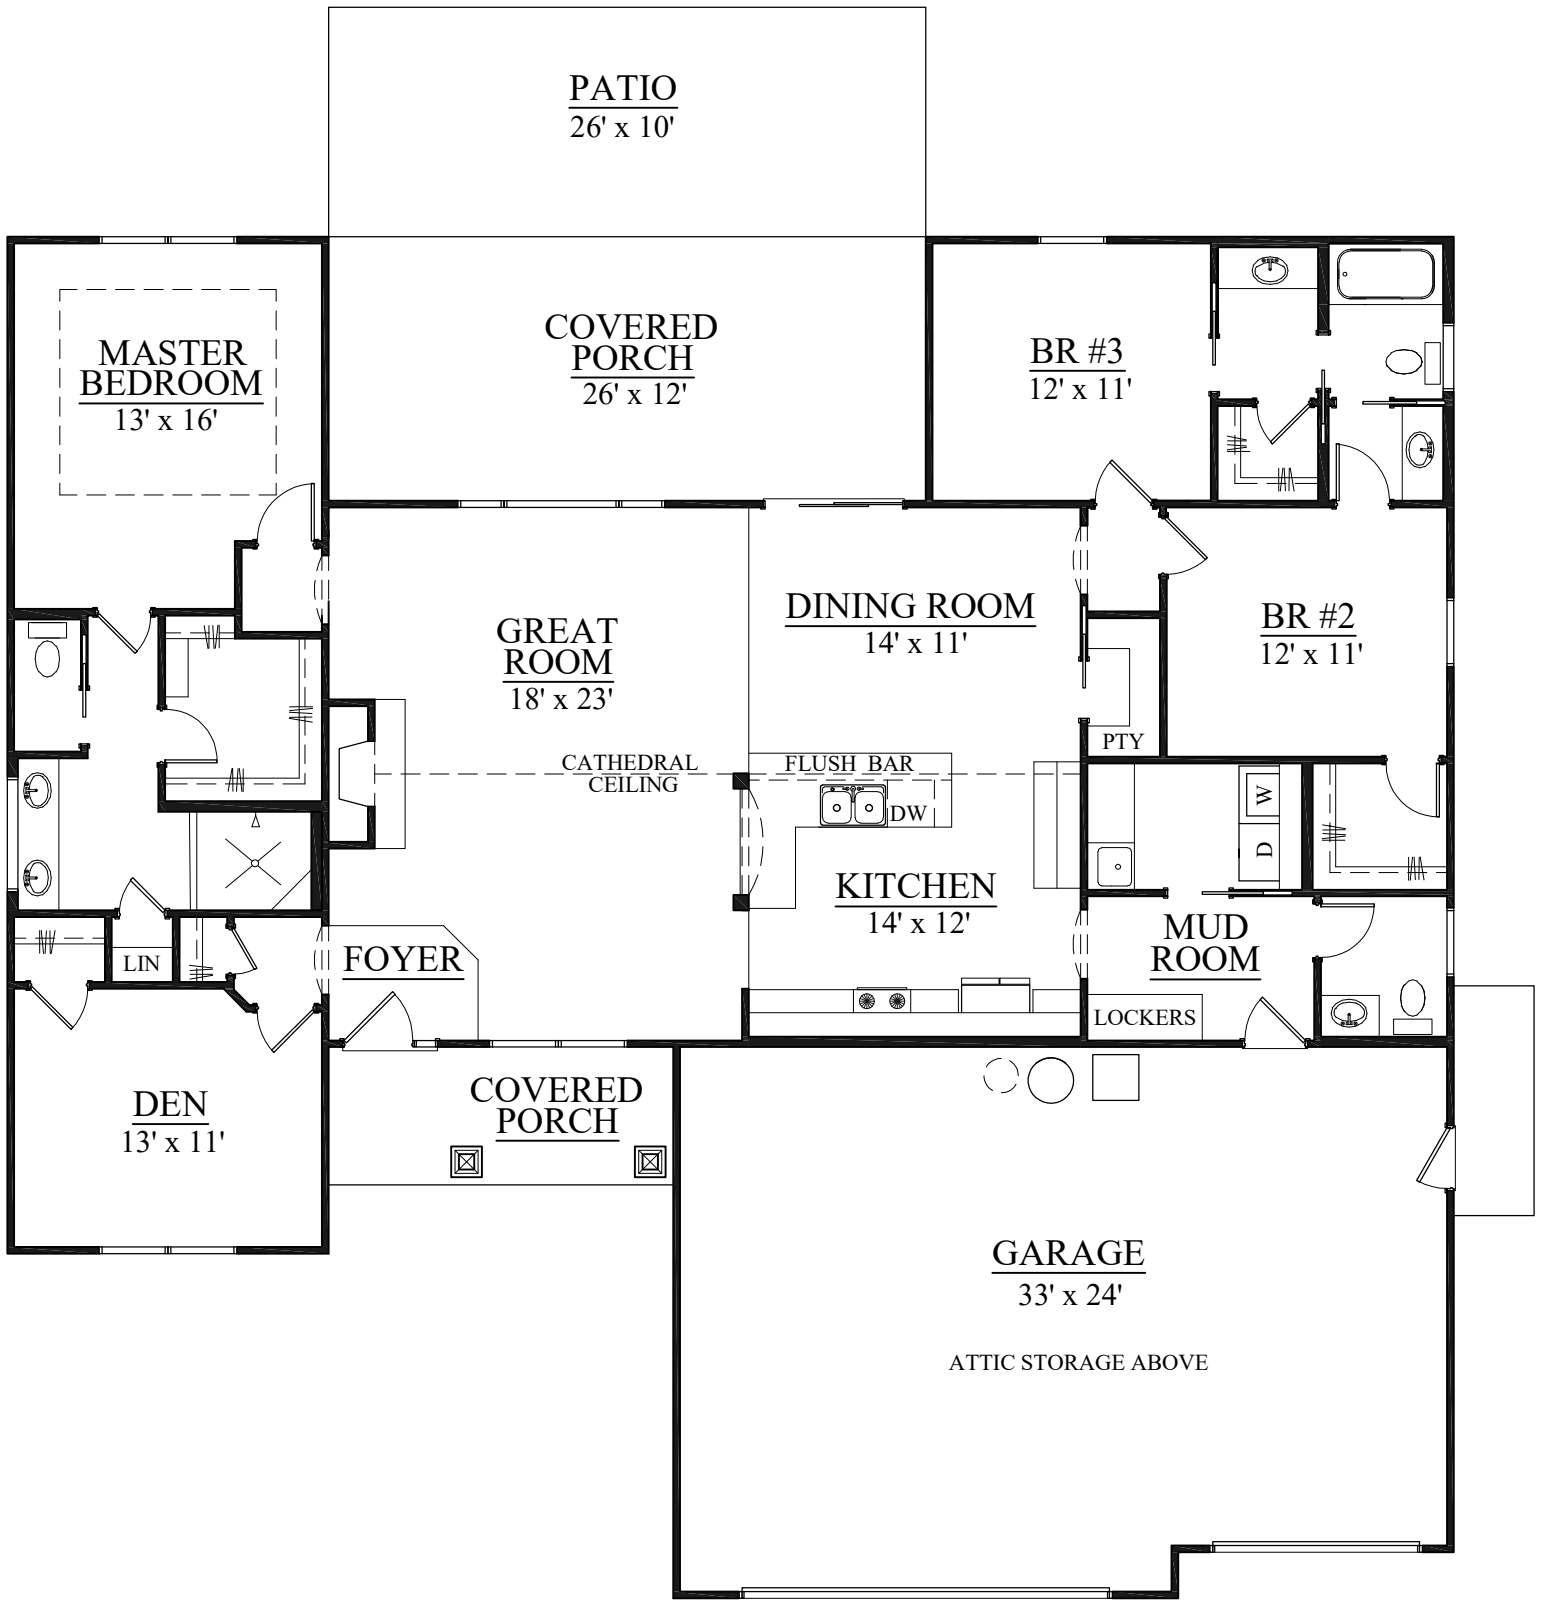 PATIO
26' x 10'
COVERED
PORCH
26' x 12'
MASTER
BEDROOM
13' x 16'
BR #3
12' x 11'
GREAT
ROOM
18' x 23'
DINING ROOM
14' x 11'
BR #2
12' x 11'
PTY
CATHEDRAL
CEILING
FLUSH BAR
DW
W
D
KITCHEN
14' x 12'
MUD
ROOM
LIN
FOYER
LOCKERS
COVERED
PORCH
DEN
13' x 11'
GARAGE
33' x 24'
ATTIC STORAGE ABOVE